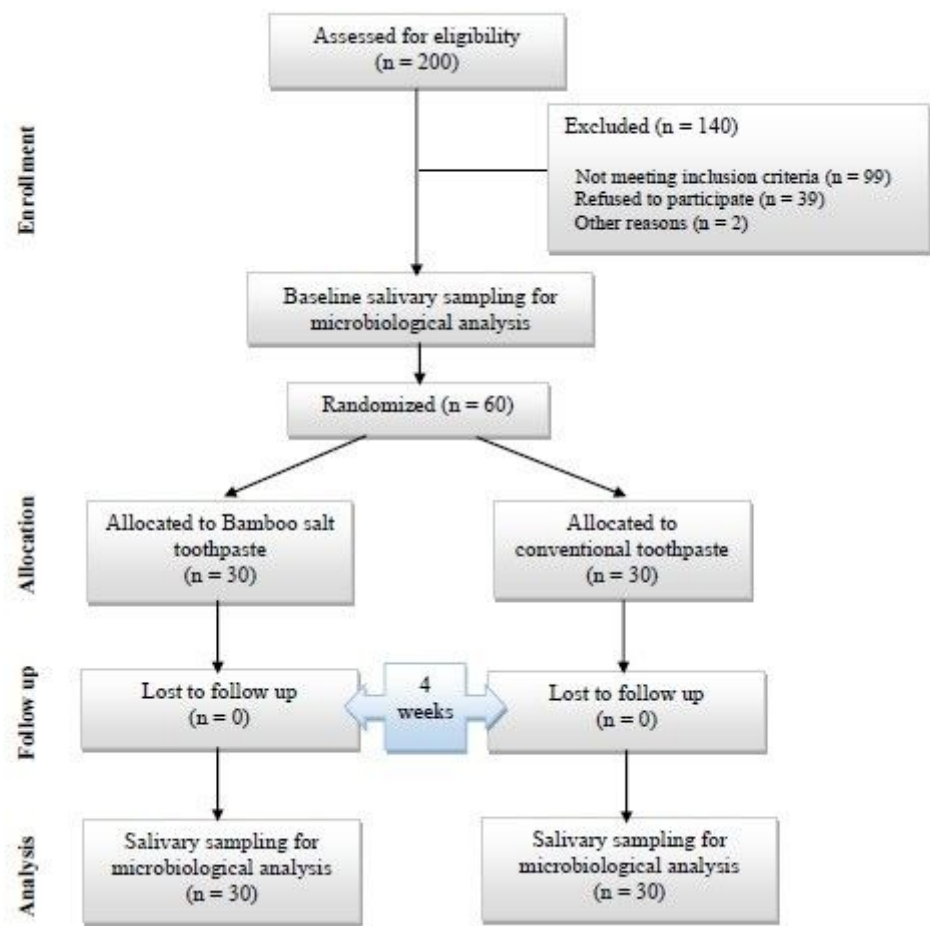 Assessed for eligibility
(n = 200)
Enrollment
Excluded (n = 140)
Not meeting inclusion criteria (n = 99)
Refused to participate (n = 39)
Other reasons (n = 2)
Baseline salivary sampling for
microbiological analysis
Randomized (n = 60)
Allocation
Allocated to Bamboo salt
toothpaste
(n = 30)
Allocated to
conventional toothpaste
(n = 30)
Follow up
Lost to follow up
(n = 0)
4
weeks
Lost to follow up
(n = 0)
Analysis
Salivary sampling for
microbiological analysis
(n = 30)
Salivary sampling for
microbiological analysis
(n = 30)